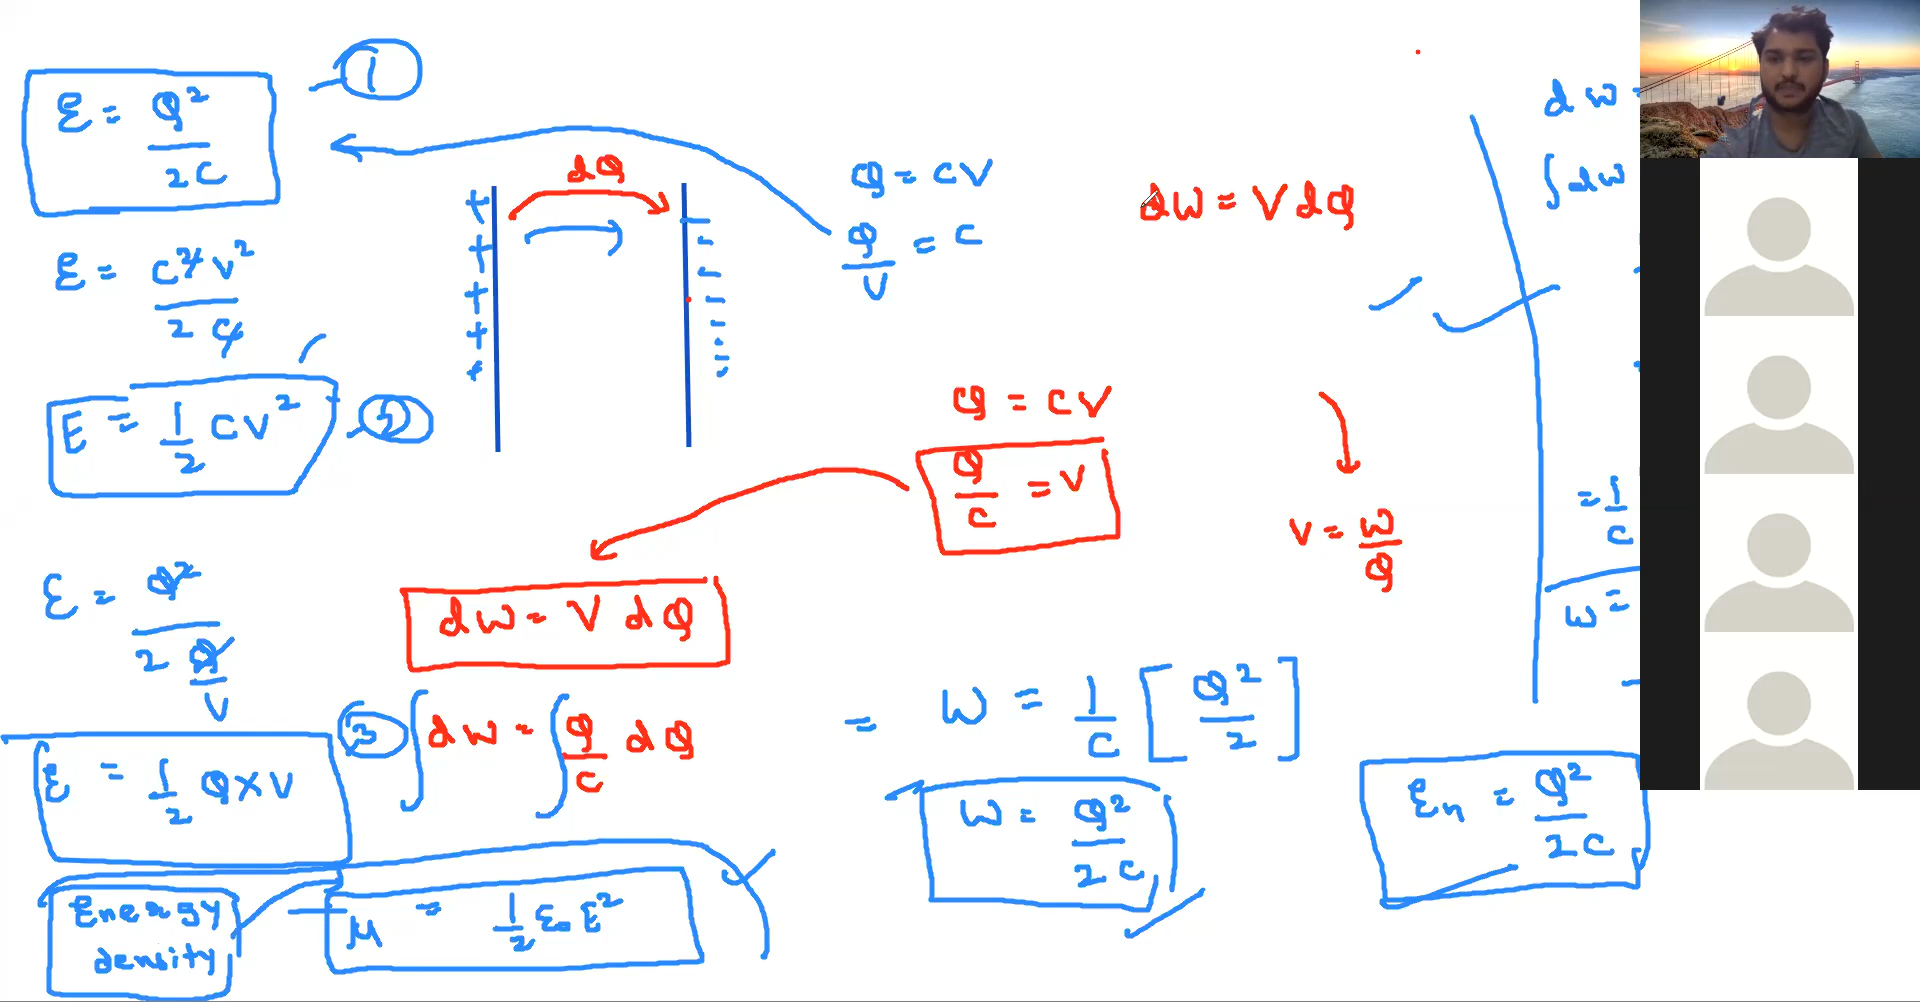 1
E = Q²/2C
E = C²V²/2C
E = 1/2 CV²
2
E = Q²/2 Q/V
3
E = 1/2 Q×V
Energy
density
μ = 1/2 ε₀E²
dQ
+ + + + +
Q = CV
Q/V = C
dW = V dQ
Q = CV
Q/C = V
V = W/Q
dW = V dQ
∫dW = ∫Q/C dQ
= W = 1/C [Q²/2]
W = Q²/2C
En = Q²/2C
dW
∫dW
= 1/C
W =